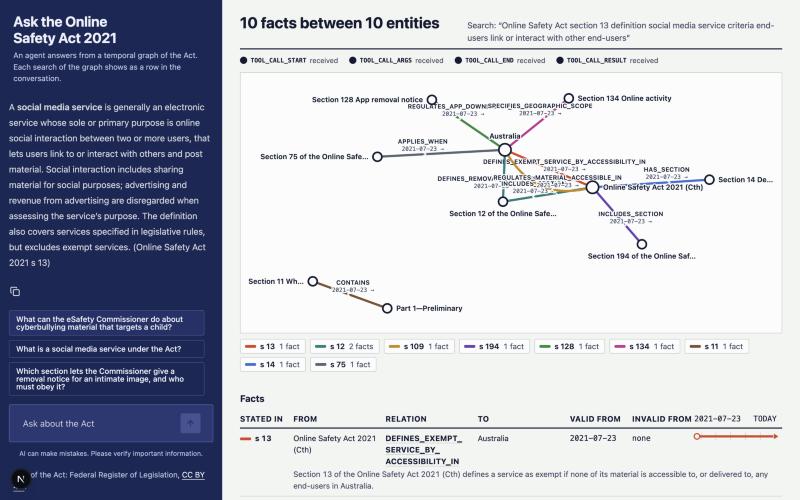 Ask the Online
Safety Act 2021
An agent answers from a temporal graph of the Act.
Each search of the graph shows as a row in the
conversation.
A social media service is generally an electronic
service whose sole or primary purpose is online
social interaction between two or more users, that
lets users link to or interact with others and post
material. Social interaction includes sharing
material for social purposes; advertising and
revenue from advertising are disregarded when
assessing the service's purpose. The definition
also covers services specified in legislative rules,
but excludes exempt services. (Online Safety Act
2021 s 13)
What can the eSafety Commissioner do about
cyberbullying material that targets a child?
What is a social media service under the Act?
Which section lets the Commissioner give a
removal notice for an intimate image, and who
must obey it?
Ask about the Act
AI can make mistakes. Please verify important information.
N
of the Act: Federal Register of Legislation, CC BY
10 facts between 10 entities
Search: “Online Safety Act section 13 definition social media service criteria end-
users link or interact with other end-users”
TOOL_CALL_START received
TOOL_CALL_ARGS received
TOOL_CALL_END received
TOOL_CALL_RESULT received
Section 128 App removal notice
Section 134 Online activity
REGULATES_APP_DOWN
SPECIFIES_GEOGRAPHIC_SCOPE
2021-07-23 →
2021-07-23 →
Australia
APPLIES_WHEN
2021-07-23 →
Section 75 of the Online Safe...
DEFINES_EXEMPT_SERVICE_BY_ACCESSIBILITY_IN
HAS_SECTION
2021-07-23 →
Section 14 De...
REGULATES_MATERIAL_ACCESSIBLE_IN
Online Safety Act 2021 (Cth)
Section 12 of the Online Safe...
INCLUDES_SECTION
2021-07-23 →
Section 194 of the Online Saf...
Section 11 Wh...
CONTAINS
2021-07-23 →
Part 1—Preliminary
s 13 1 fact
s 12 2 facts
s 109 1 fact
s 194 1 fact
s 128 1 fact
s 134 1 fact
s 11 1 fact
s 14 1 fact
s 75 1 fact
Facts
STATED IN FROM RELATION TO VALID FROM INVALID FROM 2021-07-23 TODAY
s 13
Online Safety Act 2021
(Cth)
DEFINES_EXEMPT_
SERVICE_BY_
ACCESSIBILITY_IN
Australia
2021-07-23
none
Section 13 of the Online Safety Act 2021 (Cth) defines a service as exempt if none of its material is accessible to, or delivered to, any
end-users in Australia.